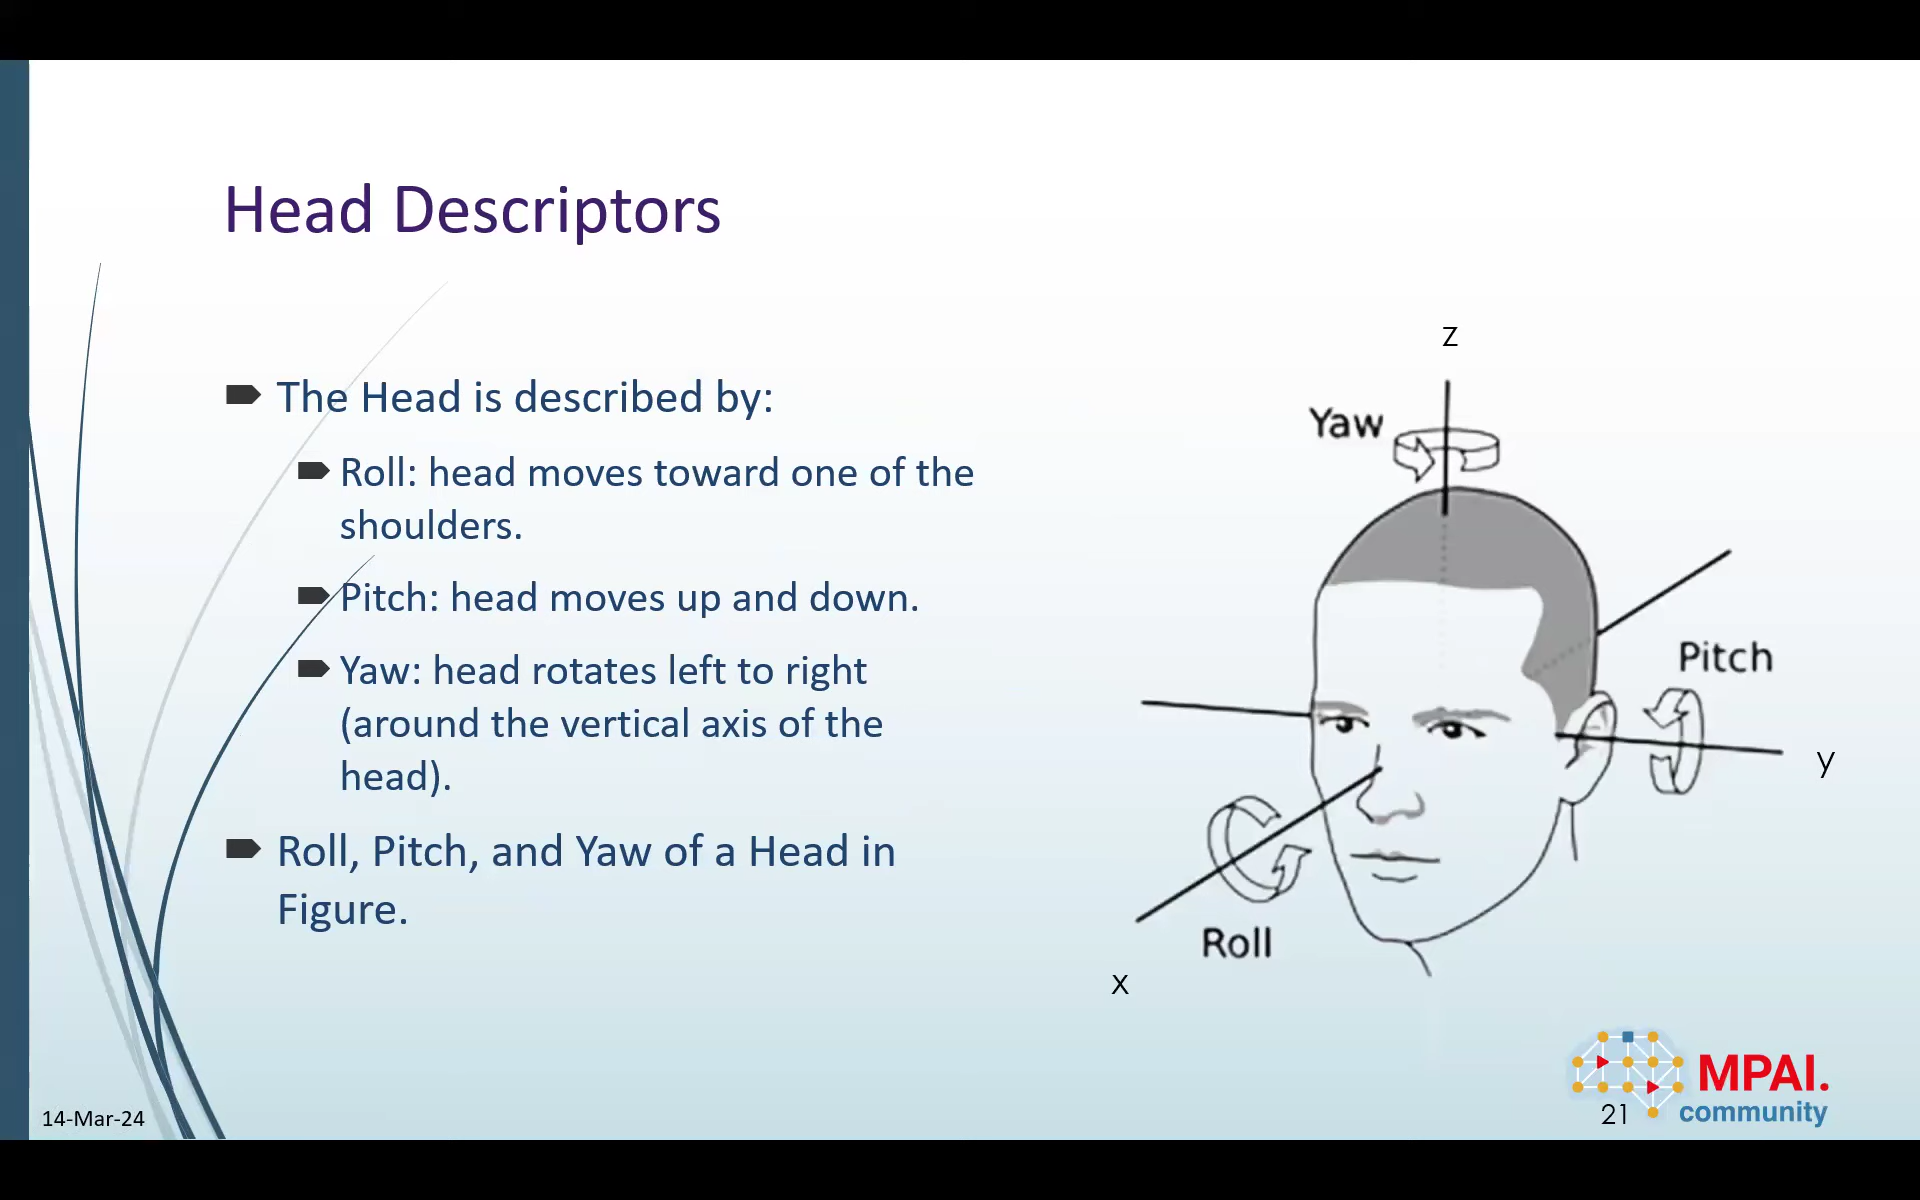 Head Descriptors
The Head is described by:
Roll: head moves toward one of the
shoulders.
Pitch: head moves up and down.
Yaw: head rotates left to right
(around the vertical axis of the
head).
Roll, Pitch, and Yaw of a Head in
Figure.
z
Yaw
Pitch
y
Roll
x
MPAI.
community
14-Mar-24
21